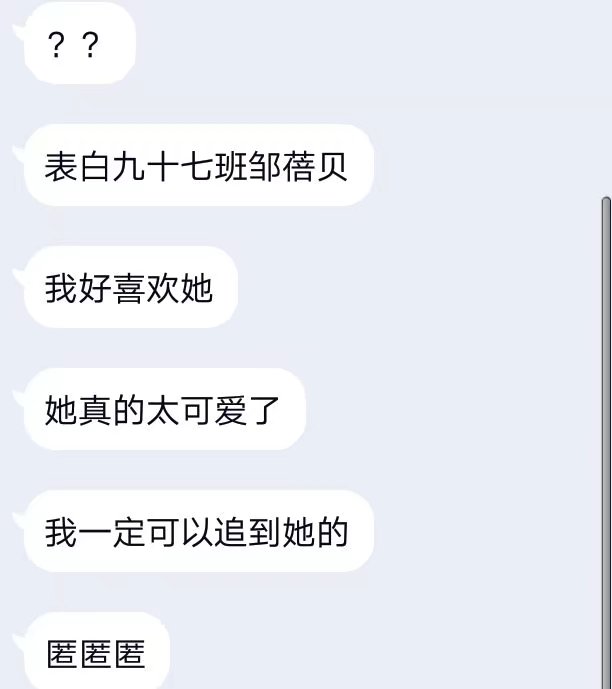 ？？
表白九十七班邹蓓贝
我好喜欢她
她真的太可爱了
我一定可以追到她的
匿匿匿